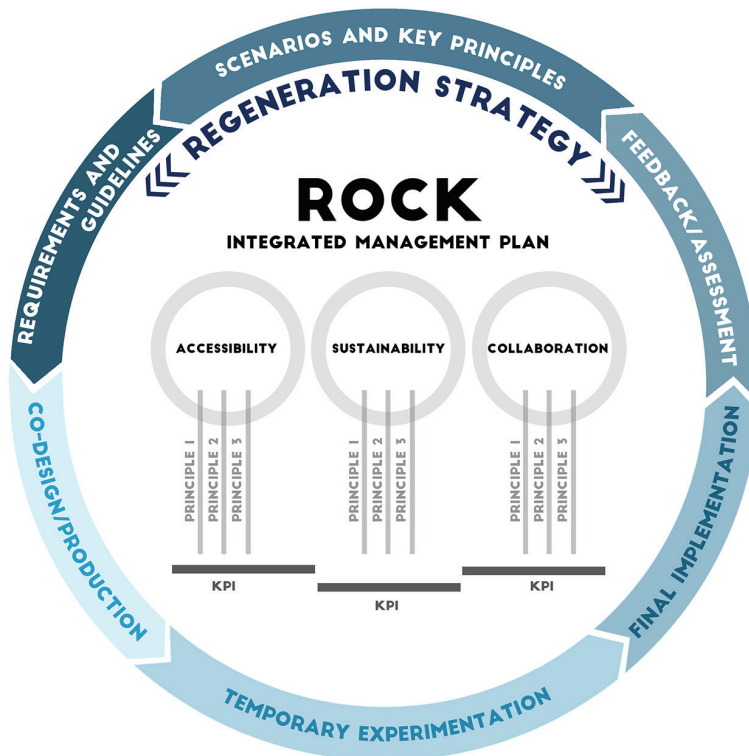 SCENARIOS AND KEY PRINCIPLES
FEEDBACK/ASSESSMENT
FINAL IMPLEMENTATION
TEMPORARY EXPERIMENTATION
CO-DESIGN/PRODUCTION
REQUIREMENTS AND
GUIDELINES
REGENERATION STRATEGY
ROCK
INTEGRATED MANAGEMENT PLAN
ACCESSIBILITY
PRINCIPLE 1
PRINCIPLE 2
PRINCIPLE 3
KPI
SUSTAINABILITY
PRINCIPLE 1
PRINCIPLE 2
PRINCIPLE 3
KPI
COLLABORATION
PRINCIPLE 1
PRINCIPLE 2
PRINCIPLE 3
KPI